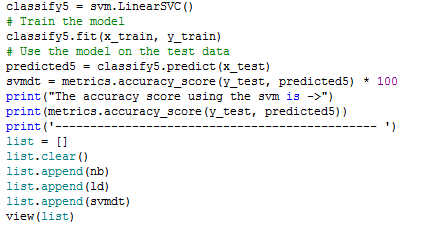 classify5 = svm.LinearSVC()
# Train the model
classify5.fit(x_train, y_train)
# Use the model on the test data
predicted5 = classify5.predict(x_test)
svmdt = metrics.accuracy_score(y_test, predicted5) * 100
print("The accuracy score using the svm is ->")
print(metrics.accuracy_score(y_test, predicted5))
print('-------------------------------------------------- ')
list = []
list.clear()
list.append(nb)
list.append(ld)
list.append(svmdt)
view(list)